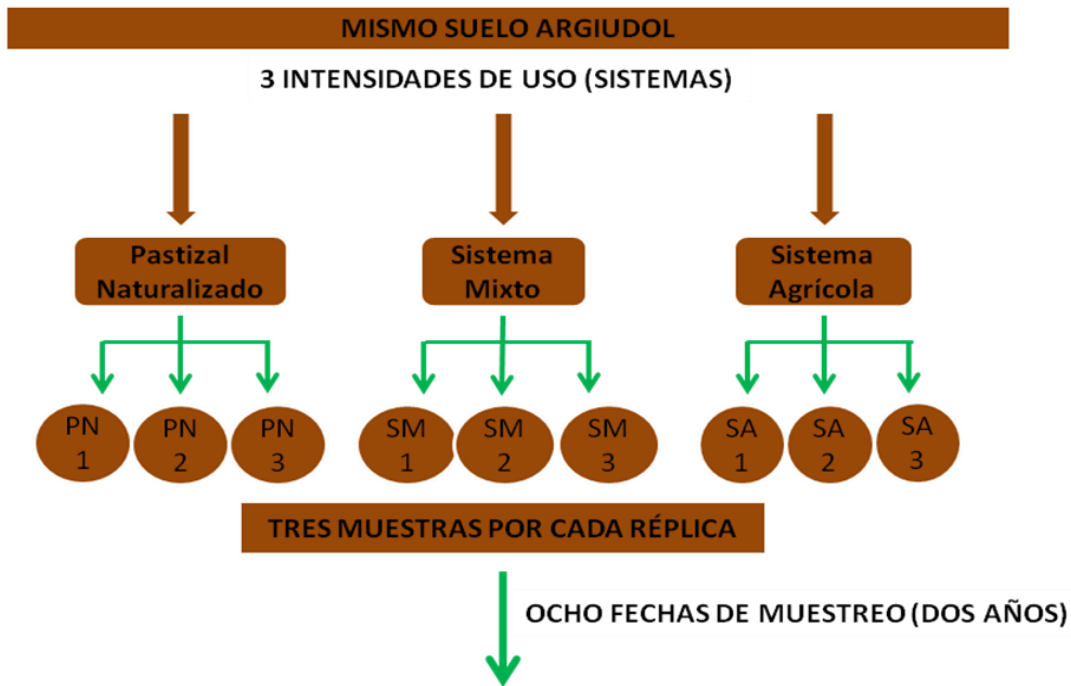 MISMO SUELO ARGIUDOL
3 INTENSIDADES DE USO (SISTEMAS)
Pastizal
Naturalizado
Sistema
Mixto
Sistema
Agrícola
PN
1
PN
2
PN
3
SM
1
SM
2
SM
3
SA
1
SA
2
SA
3
TRES MUESTRAS POR CADA RÉPLICA
OCHO FECHAS DE MUESTREO (DOS AÑOS)